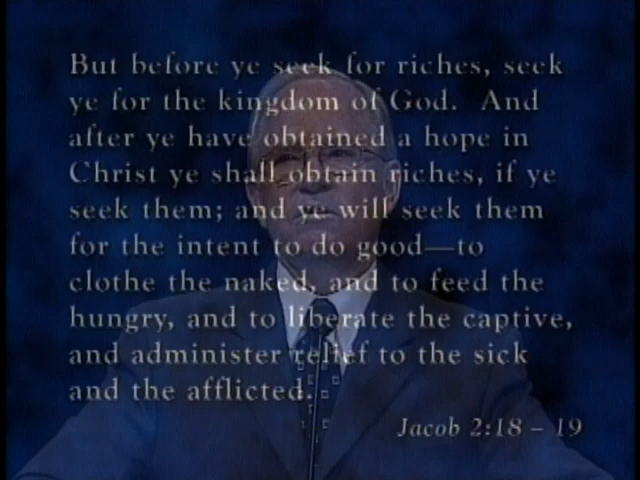 But before ye seek for riches, seek
ye for the kingdom of God. And
after ye have obtained a hope in
Christ ye shall obtain riches, if ye
seek them; and ye will seek them
for the intent to do good—to
clothe the naked, and to feed the
hungry, and to liberate the captive,
and administer relief to the sick
and the afflicted.
Jacob 2:18 – 19